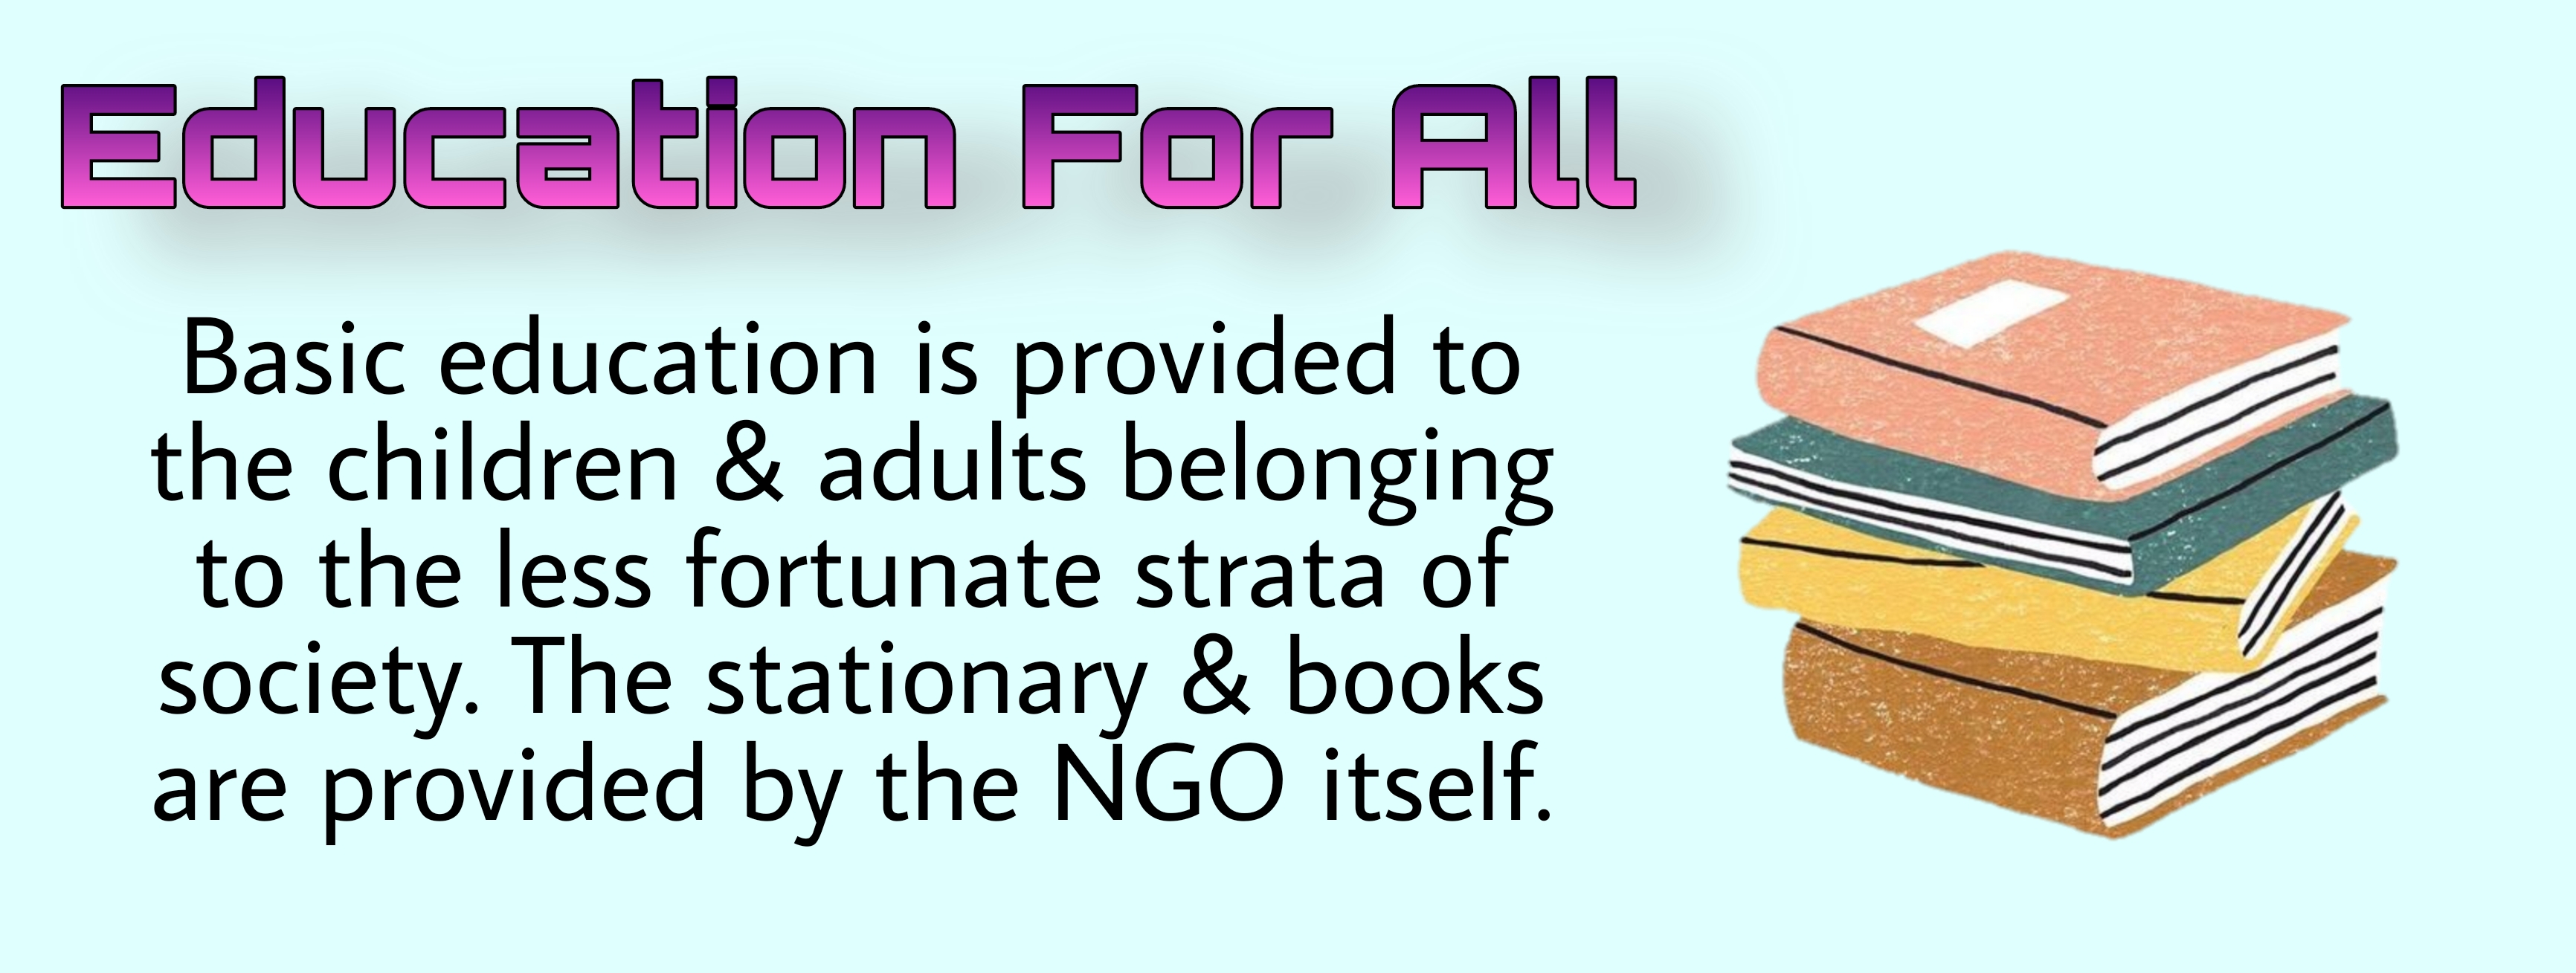 Education For All
Basic education is provided to
the children & adults belonging
to the less fortunate strata of
society. The stationary & books
are provided by the NGO itself.